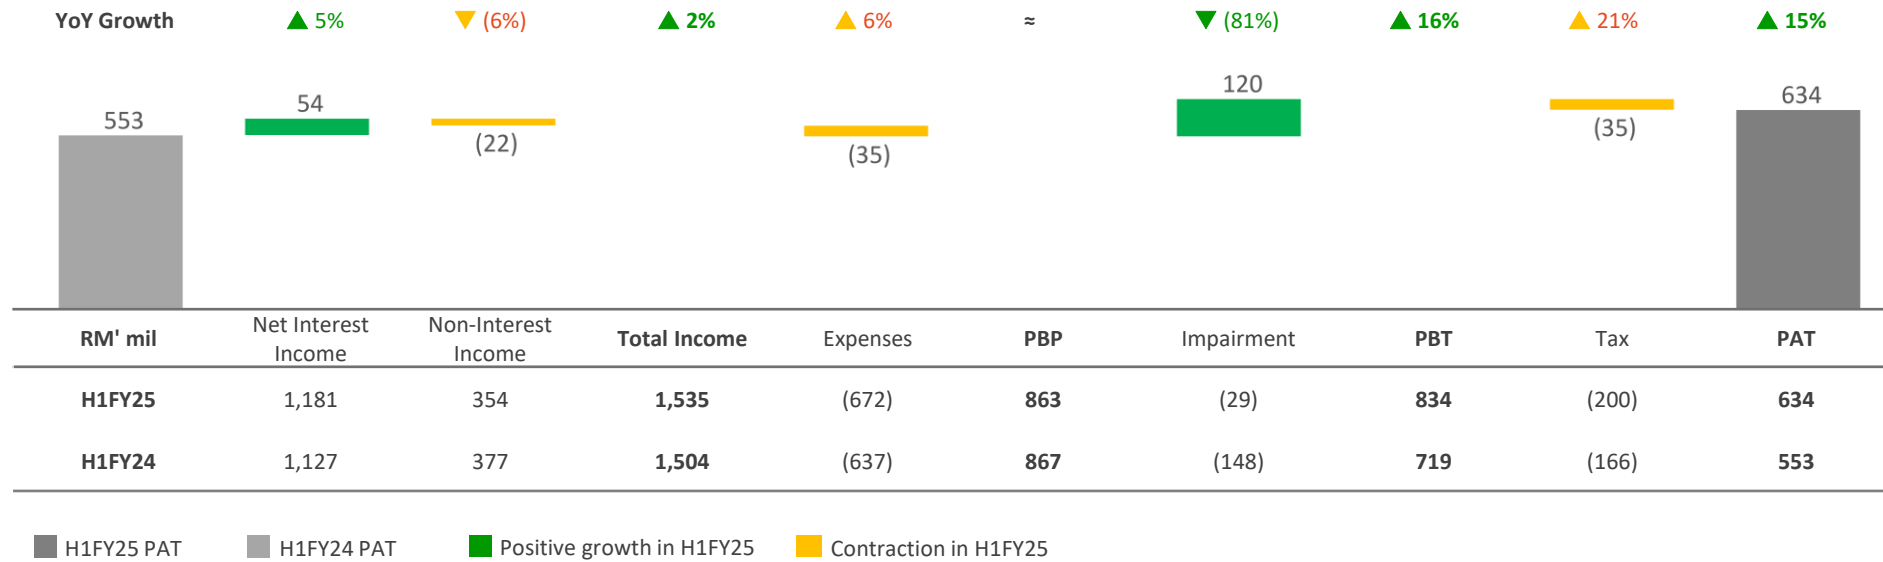 YoY Growth ▲ 5% ▼ (6%) ▲ 2% ▲ 6% ≈ ▼ (81%) ▲ 16% ▲ 21% ▲ 15%
553 54 (22) (35) 120 (35) 634
RM' mil Net Interest Income Non-Interest Income Total Income Expenses PBP Impairment PBT Tax PAT
H1FY25 1,181 354 1,535 (672) 863 (29) 834 (200) 634
H1FY24 1,127 377 1,504 (637) 867 (148) 719 (166) 553
H1FY25 PAT H1FY24 PAT Positive growth in H1FY25 Contraction in H1FY25